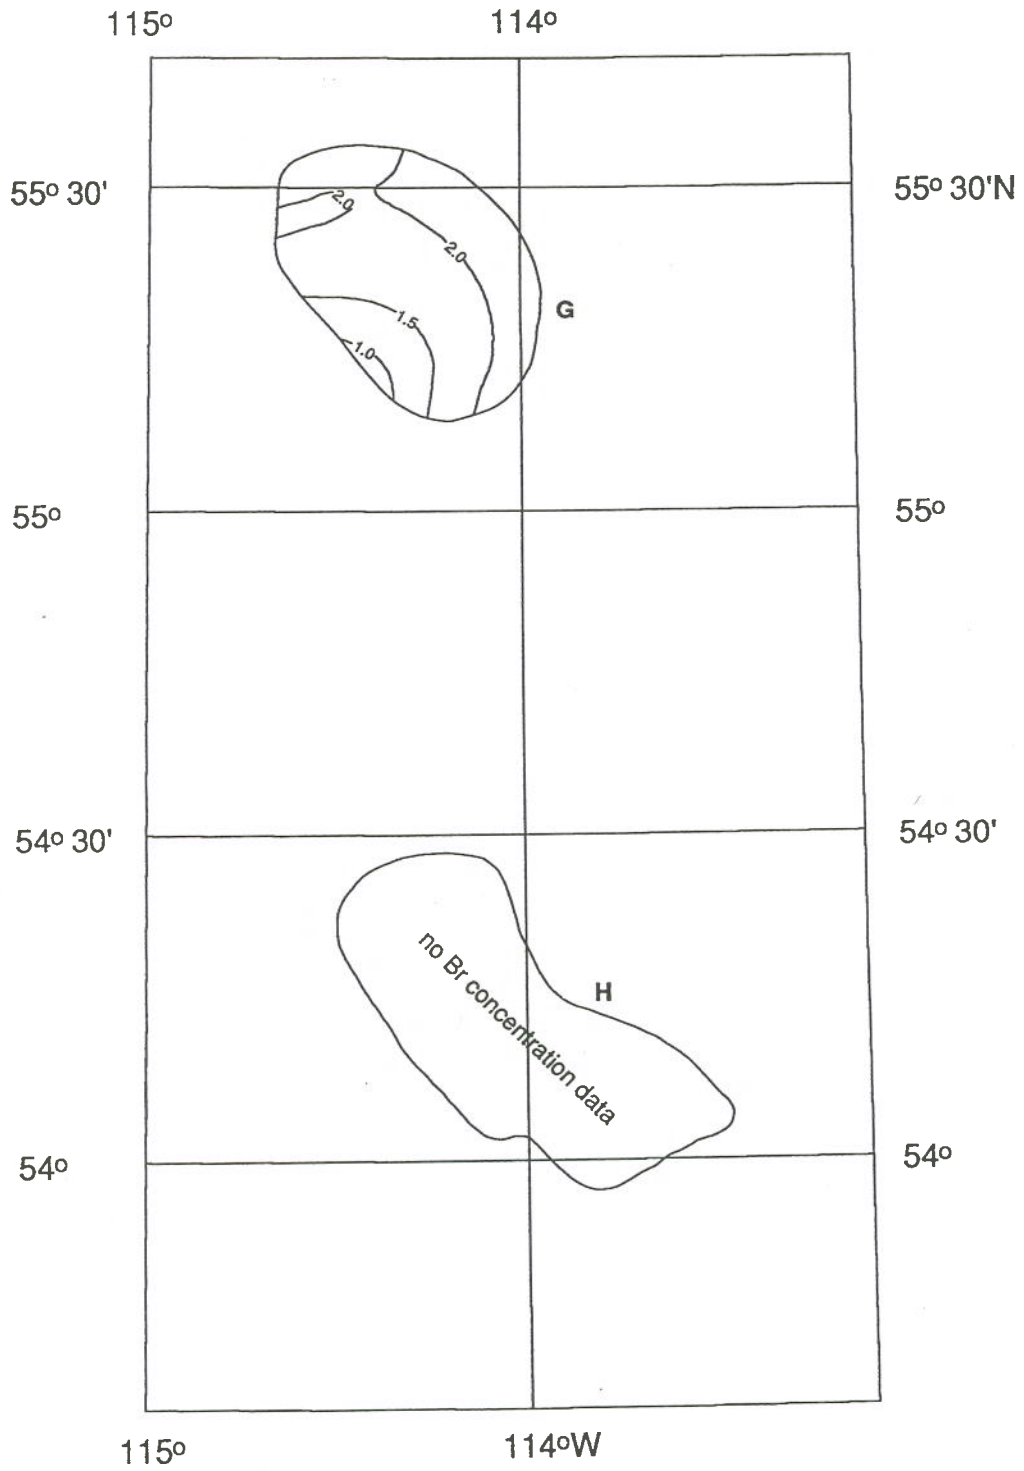 115º 114º
55º 30' 55º 30'N
2.0
2.0
G
1.5
1.0
55º 55º
54º 30' 54º 30'
no Br concentration data
H
54º 54º
115º 114ºW